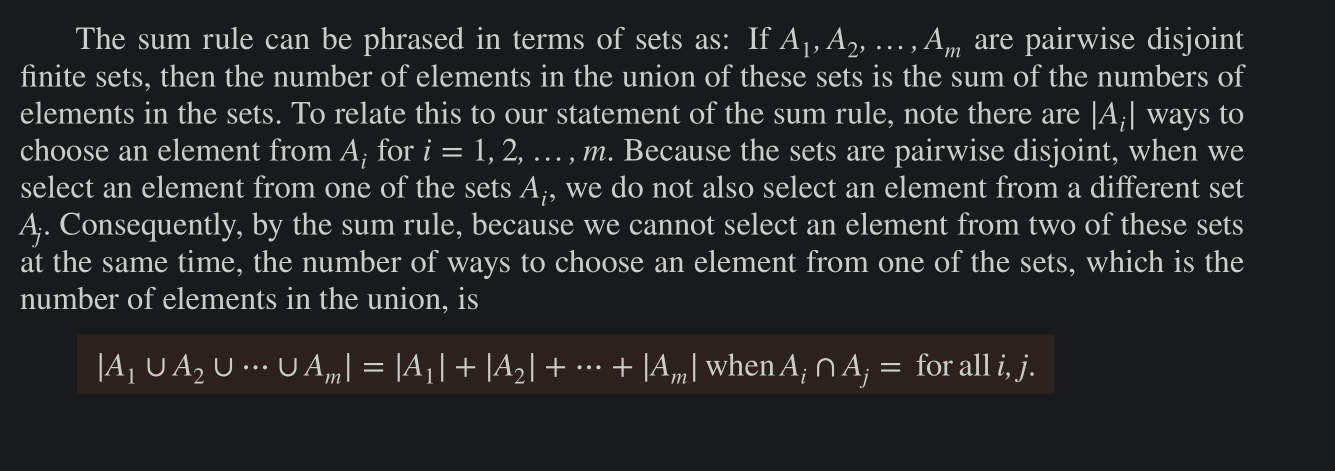 The sum rule can be phrased in terms of sets as: If A₁, A₂, … , Aₘ are pairwise disjoint
finite sets, then the number of elements in the union of these sets is the sum of the numbers of
elements in the sets. To relate this to our statement of the sum rule, note there are |Aᵢ| ways to
choose an element from Aᵢ for i = 1, 2, … , m. Because the sets are pairwise disjoint, when we
select an element from one of the sets Aᵢ, we do not also select an element from a different set
Aⱼ. Consequently, by the sum rule, because we cannot select an element from two of these sets
at the same time, the number of ways to choose an element from one of the sets, which is the
number of elements in the union, is
|A₁ ∪ A₂ ∪ ⋯ ∪ Aₘ| = |A₁| + |A₂| + ⋯ + |Aₘ| when Aᵢ ∩ Aⱼ = for all i, j.